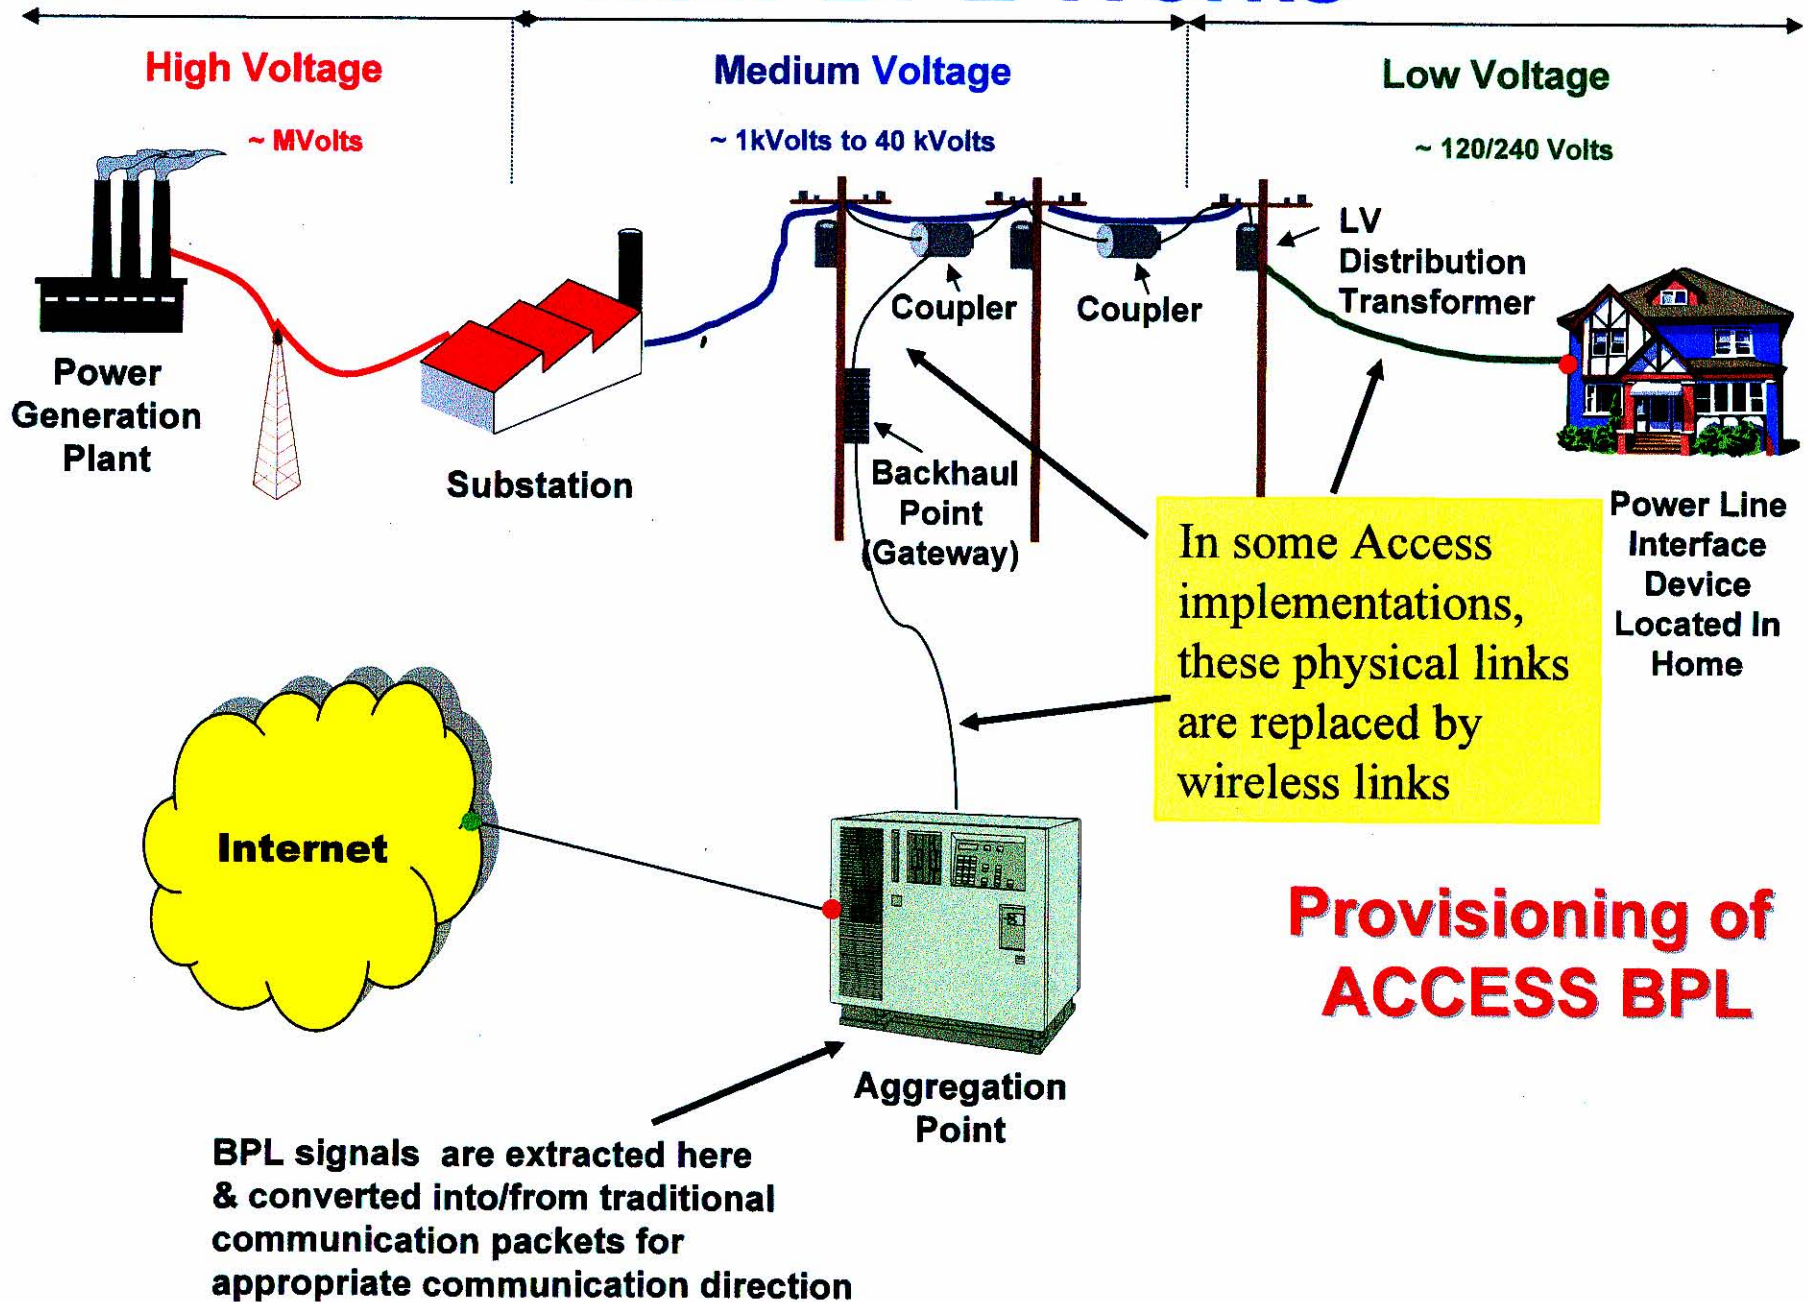 High Voltage
Medium Voltage
Low Voltage
~ MVolts
~ 1kVolts to 40 kVolts
~ 120/240 Volts
LV
Distribution
Transformer
Coupler
Coupler
Power
Generation
Plant
Substation
Backhaul
Point
(Gateway)
In some Access
implementations,
these physical links
are replaced by
wireless links
Power Line
Interface
Device
Located In
Home
Internet
Provisioning of
ACCESS BPL
Aggregation
Point
BPL signals are extracted here
& converted into/from traditional
communication packets for
appropriate communication direction